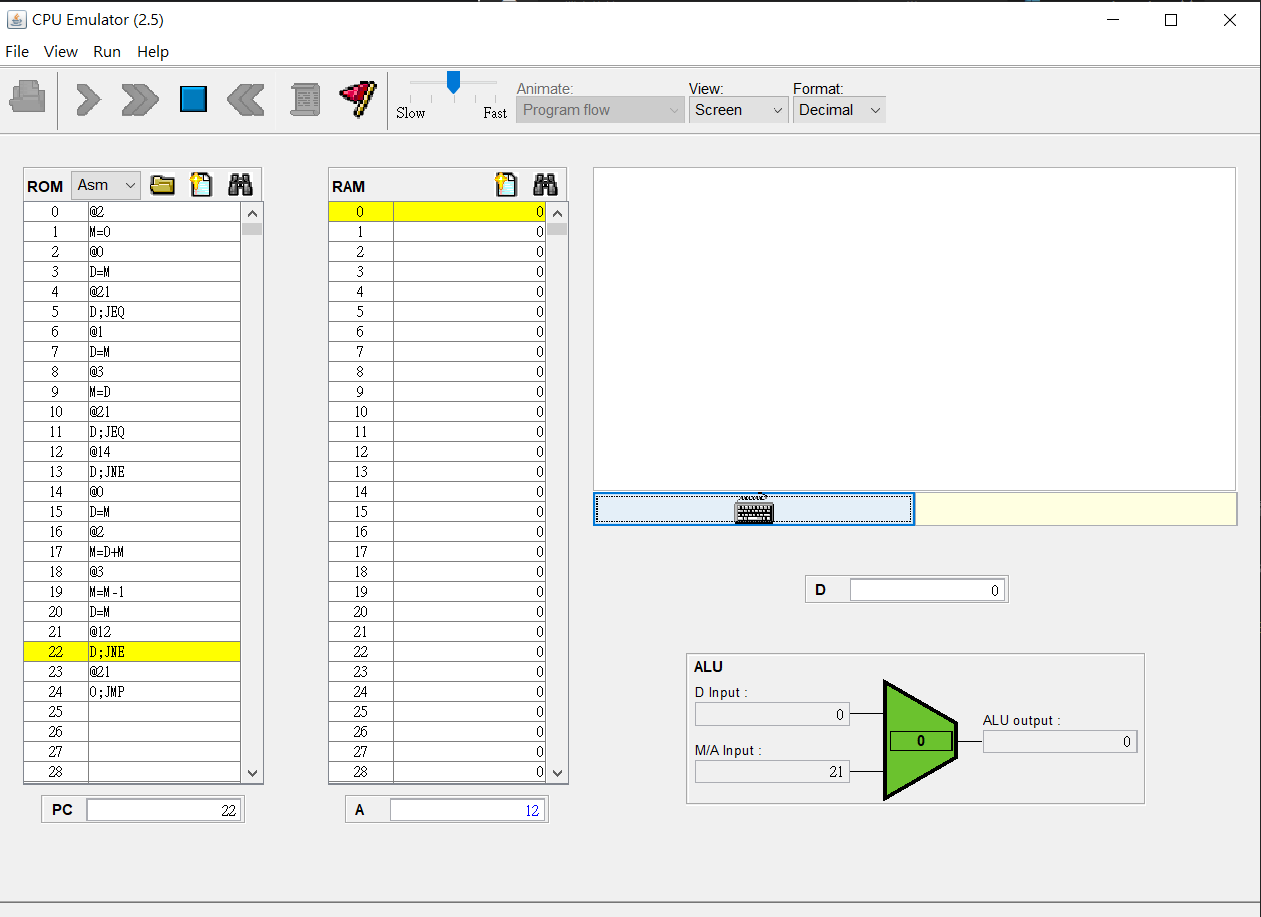 CPU Emulator (2.5)
File View Run Help
Slow Fast
Animate:
Program flow
View:
Screen
Format:
Decimal
ROM Asm
0 @2
1 M=0
2 @0
3 D=M
4 @21
5 D;JEQ
6 @1
7 D=M
8 @3
9 M=D
10 @21
11 D;JEQ
12 @14
13 D;JNE
14 @0
15 D=M
16 @2
17 M=D+M
18 @3
19 M=M-1
20 D=M
21 @12
22 D;JNE
23 @21
24 0;JMP
25
26
27
28
PC 22
RAM
0 0
1 0
2 0
3 0
4 0
5 0
6 0
7 0
8 0
9 0
10 0
11 0
12 0
13 0
14 0
15 0
16 0
17 0
18 0
19 0
20 0
21 0
22 0
23 0
24 0
25 0
26 0
27 0
28 0
A 12
D 0
ALU
D Input :
0
M/A Input :
21
0
ALU output :
0